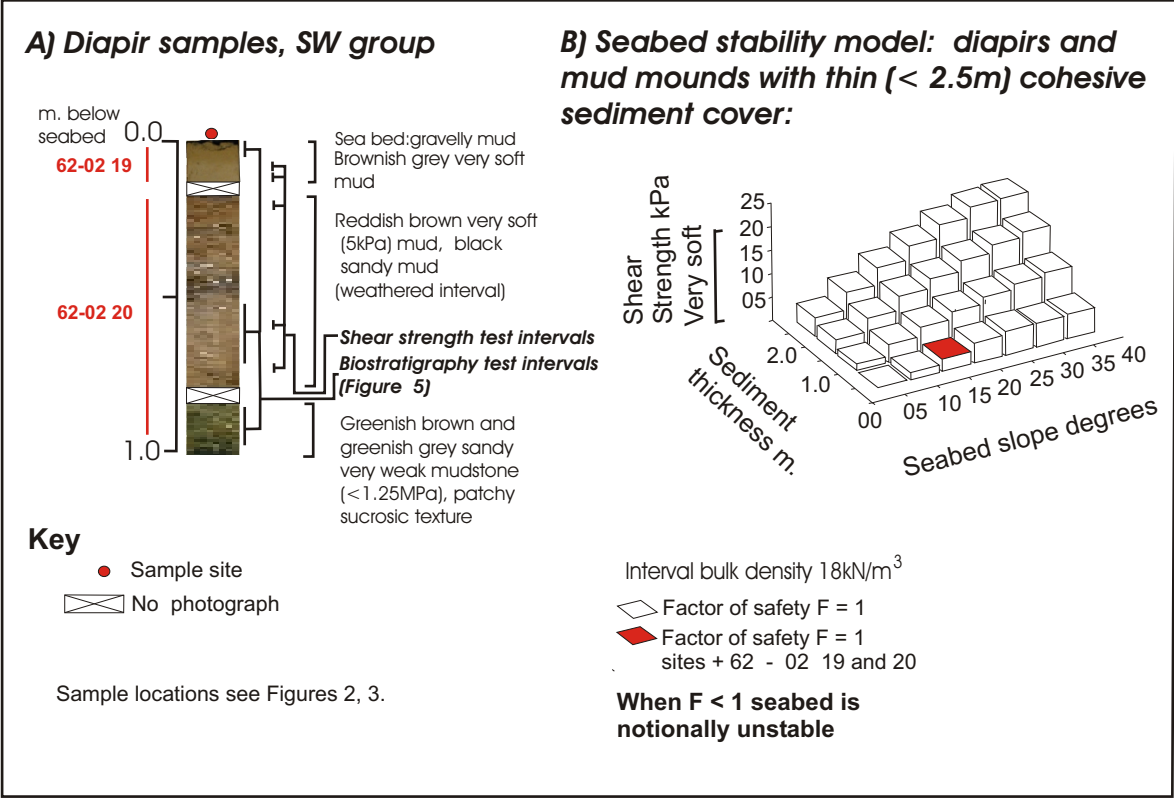 A) Diapir samples, SW group
m. below
seabed
0.0
62-02 19
62-02 20
1.0
Sea bed:gravelly mud
Brownish grey very soft
mud
Reddish brown very soft
(5kPa) mud, black
sandy mud
(weathered interval)
Shear strength test intervals
Biostratigraphy test intervals
(Figure 5)
Greenish brown and
greenish grey sandy
very weak mudstone
(<1.25MPa), patchy
sucrosic texture
Key
Sample site
No photograph
Sample locations see Figures 2, 3.
B) Seabed stability model: diapirs and
mud mounds with thin (< 2.5m) cohesive
sediment cover:
Shear
Strength kPa
Very soft
25
20
15
10
05
2.0
1.0
Sediment
thickness m.
00 05 10 15 20 25 30 35 40
Seabed slope degrees
Interval bulk density 18kN/m³
Factor of safety F = 1
Factor of safety F = 1
sites + 62 - 02 19 and 20
When F < 1 seabed is
notionally unstable